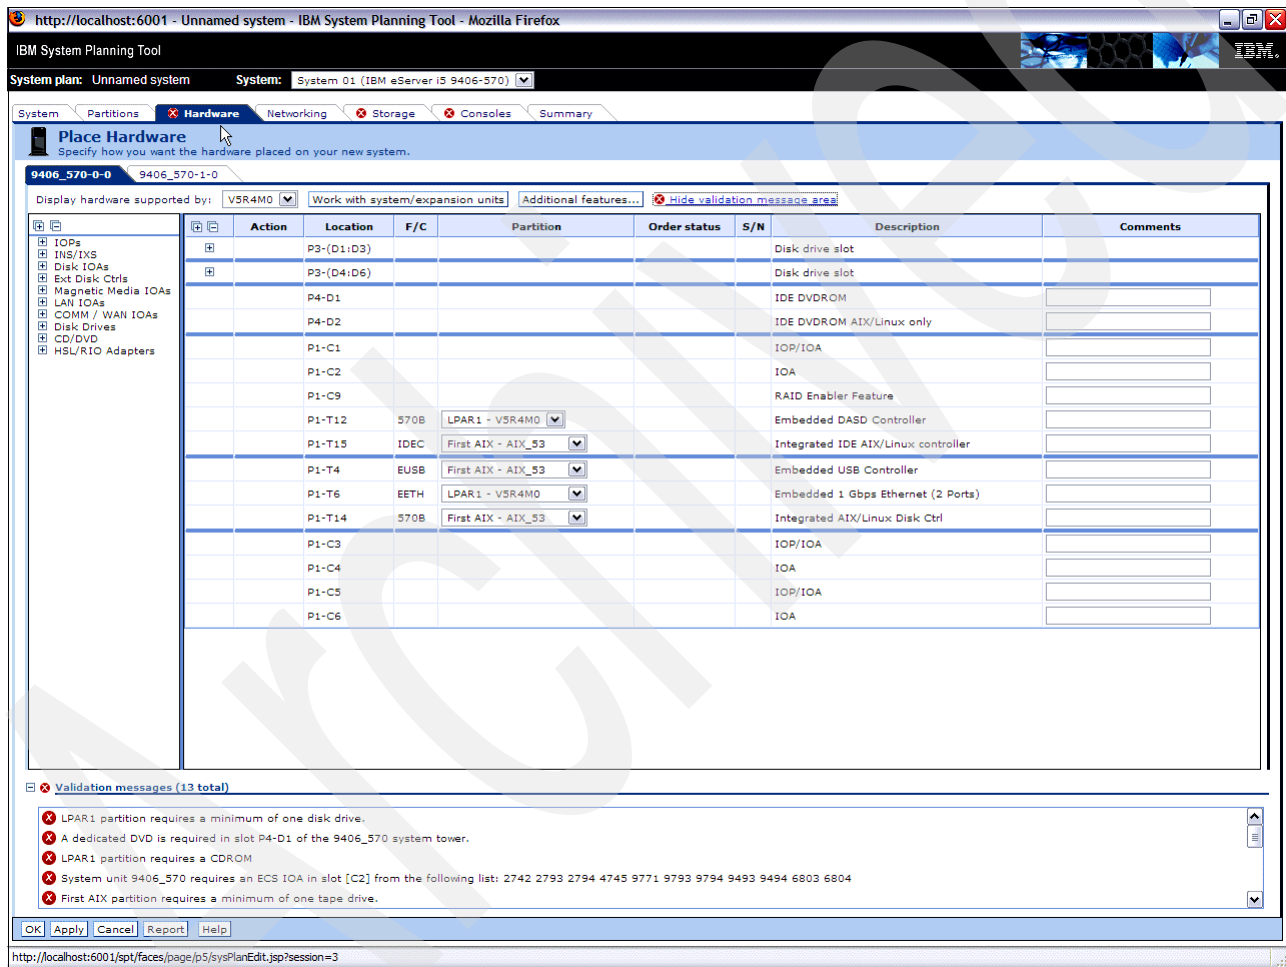 http://localhost:6001 - Unnamed system - IBM System Planning Tool - Mozilla Firefox
IBM System Planning Tool
IBM.
System plan: Unnamed system System: System 01 (IBM eServer i5 9406-570)
System Partitions Hardware Networking Storage Consoles Summary
Place Hardware
Specify how you want the hardware placed on your new system.
9406_570-0-0 9406_570-1-0
Display hardware supported by: V5R4M0 Work with system/expansion units Additional features... Hide validation message area
IOPs
INS/IXS
Disk IOAs
Ext Disk Ctrls
Magnetic Media IOAs
LAN IOAs
COMM / WAN IOAs
Disk Drives
CD/DVD
HSL/RIO Adapters
Action Location F/C Partition Order status S/N Description Comments
P3-(D1:D3) Disk drive slot
P3-(D4:D6) Disk drive slot
P4-D1 IDE DVDROM
P4-D2 IDE DVDROM AIX/Linux only
P1-C1 IOP/IOA
P1-C2 IOA
P1-C9 RAID Enabler Feature
P1-T12 570B LPAR1 - V5R4M0 Embedded DASD Controller
P1-T15 IDEC First AIX - AIX_53 Integrated IDE AIX/Linux controller
P1-T4 EUSB First AIX - AIX_53 Embedded USB Controller
P1-T6 EETH LPAR1 - V5R4M0 Embedded 1 Gbps Ethernet (2 Ports)
P1-T14 570B First AIX - AIX_53 Integrated AIX/Linux Disk Ctrl
P1-C3 IOP/IOA
P1-C4 IOA
P1-C5 IOP/IOA
P1-C6 IOA
Validation messages (13 total)
LPAR1 partition requires a minimum of one disk drive.
A dedicated DVD is required in slot P4-D1 of the 9406_570 system tower.
LPAR1 partition requires a CDROM
System unit 9406_570 requires an ECS IOA in slot [C2] from the following list: 2742 2793 2794 4745 9771 9793 9794 9493 9494 6803 6804
First AIX partition requires a minimum of one tape drive.
OK Apply Cancel Report Help
http://localhost:6001/spt/faces/page/p5/sysPlanEdit.jsp?session=3
Archived